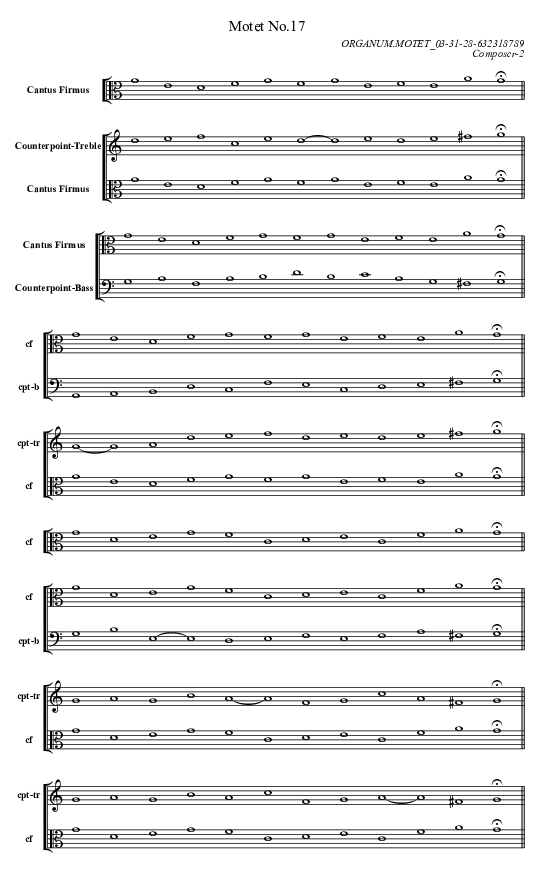 Motet No.17
ORGANUM.MOTET_03-31-28-632318789
Composer-2
Cantus Firmus
Counterpoint-Treble
Cantus Firmus
Cantus Firmus
Counterpoint-Bass
cf
cpt-b
cpt-tr
cf
cf
cf
cpt-b
cpt-tr
cf
cpt-tr
cf